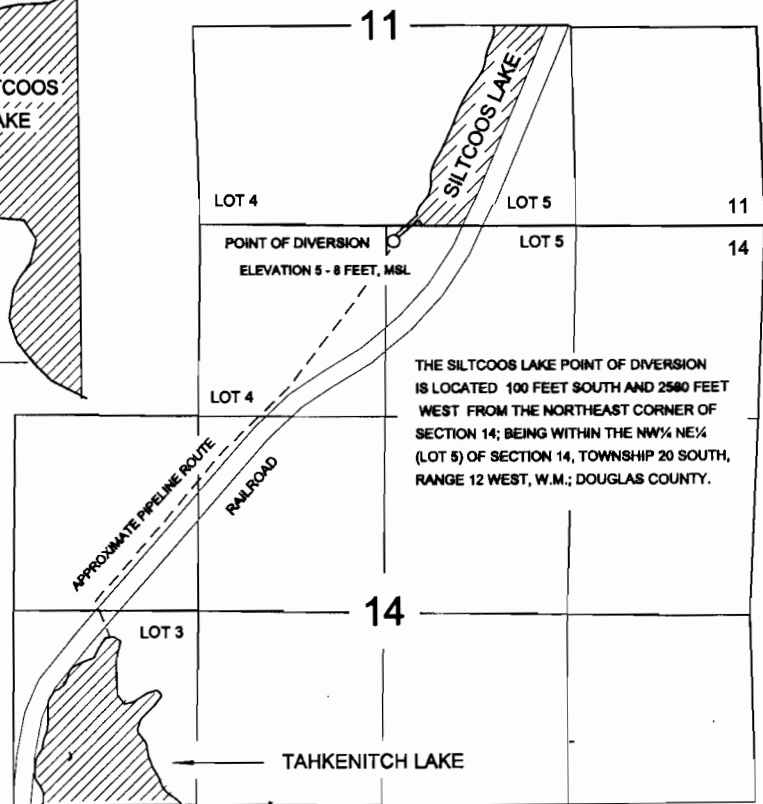 11
TCOOS
AKE
SILTCOOS LAKE
LOT 4
LOT 5
11
POINT OF DIVERSION
LOT 5
14
ELEVATION 5 - 8 FEET, MSL
THE SILTCOOS LAKE POINT OF DIVERSION
IS LOCATED 100 FEET SOUTH AND 2580 FEET
WEST FROM THE NORTHEAST CORNER OF
SECTION 14; BEING WITHIN THE NW¼ NE¼
(LOT 5) OF SECTION 14, TOWNSHIP 20 SOUTH,
RANGE 12 WEST, W.M.; DOUGLAS COUNTY.
LOT 4
APPROXIMATE PIPELINE ROUTE
RAILROAD
14
LOT 3
TAHKENITCH LAKE